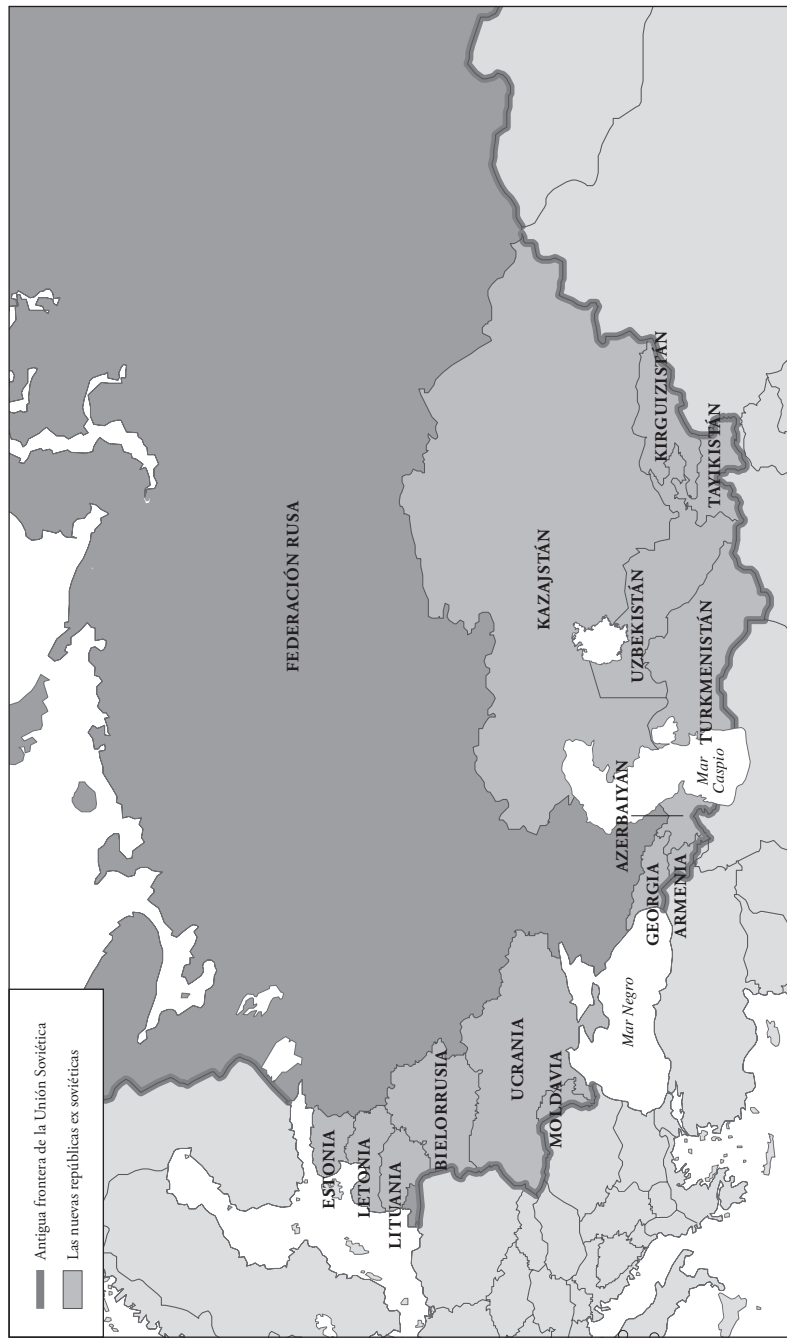 Antigua frontera de la Unión Soviética
Las nuevas repúblicas ex soviéticas
FEDERACIÓN RUSA
ESTONIA
LETONIA
LITUANIA
BIELORRUSIA
UCRANIA
MOLDAVIA
Mar Negro
GEORGIA
ARMENIA
AZERBAIYÁN
Mar
Caspio
KAZAJSTÁN
UZBEKISTÁN
TURKMENISTÁN
KIRGUIZISTÁN
TAYIKISTÁN